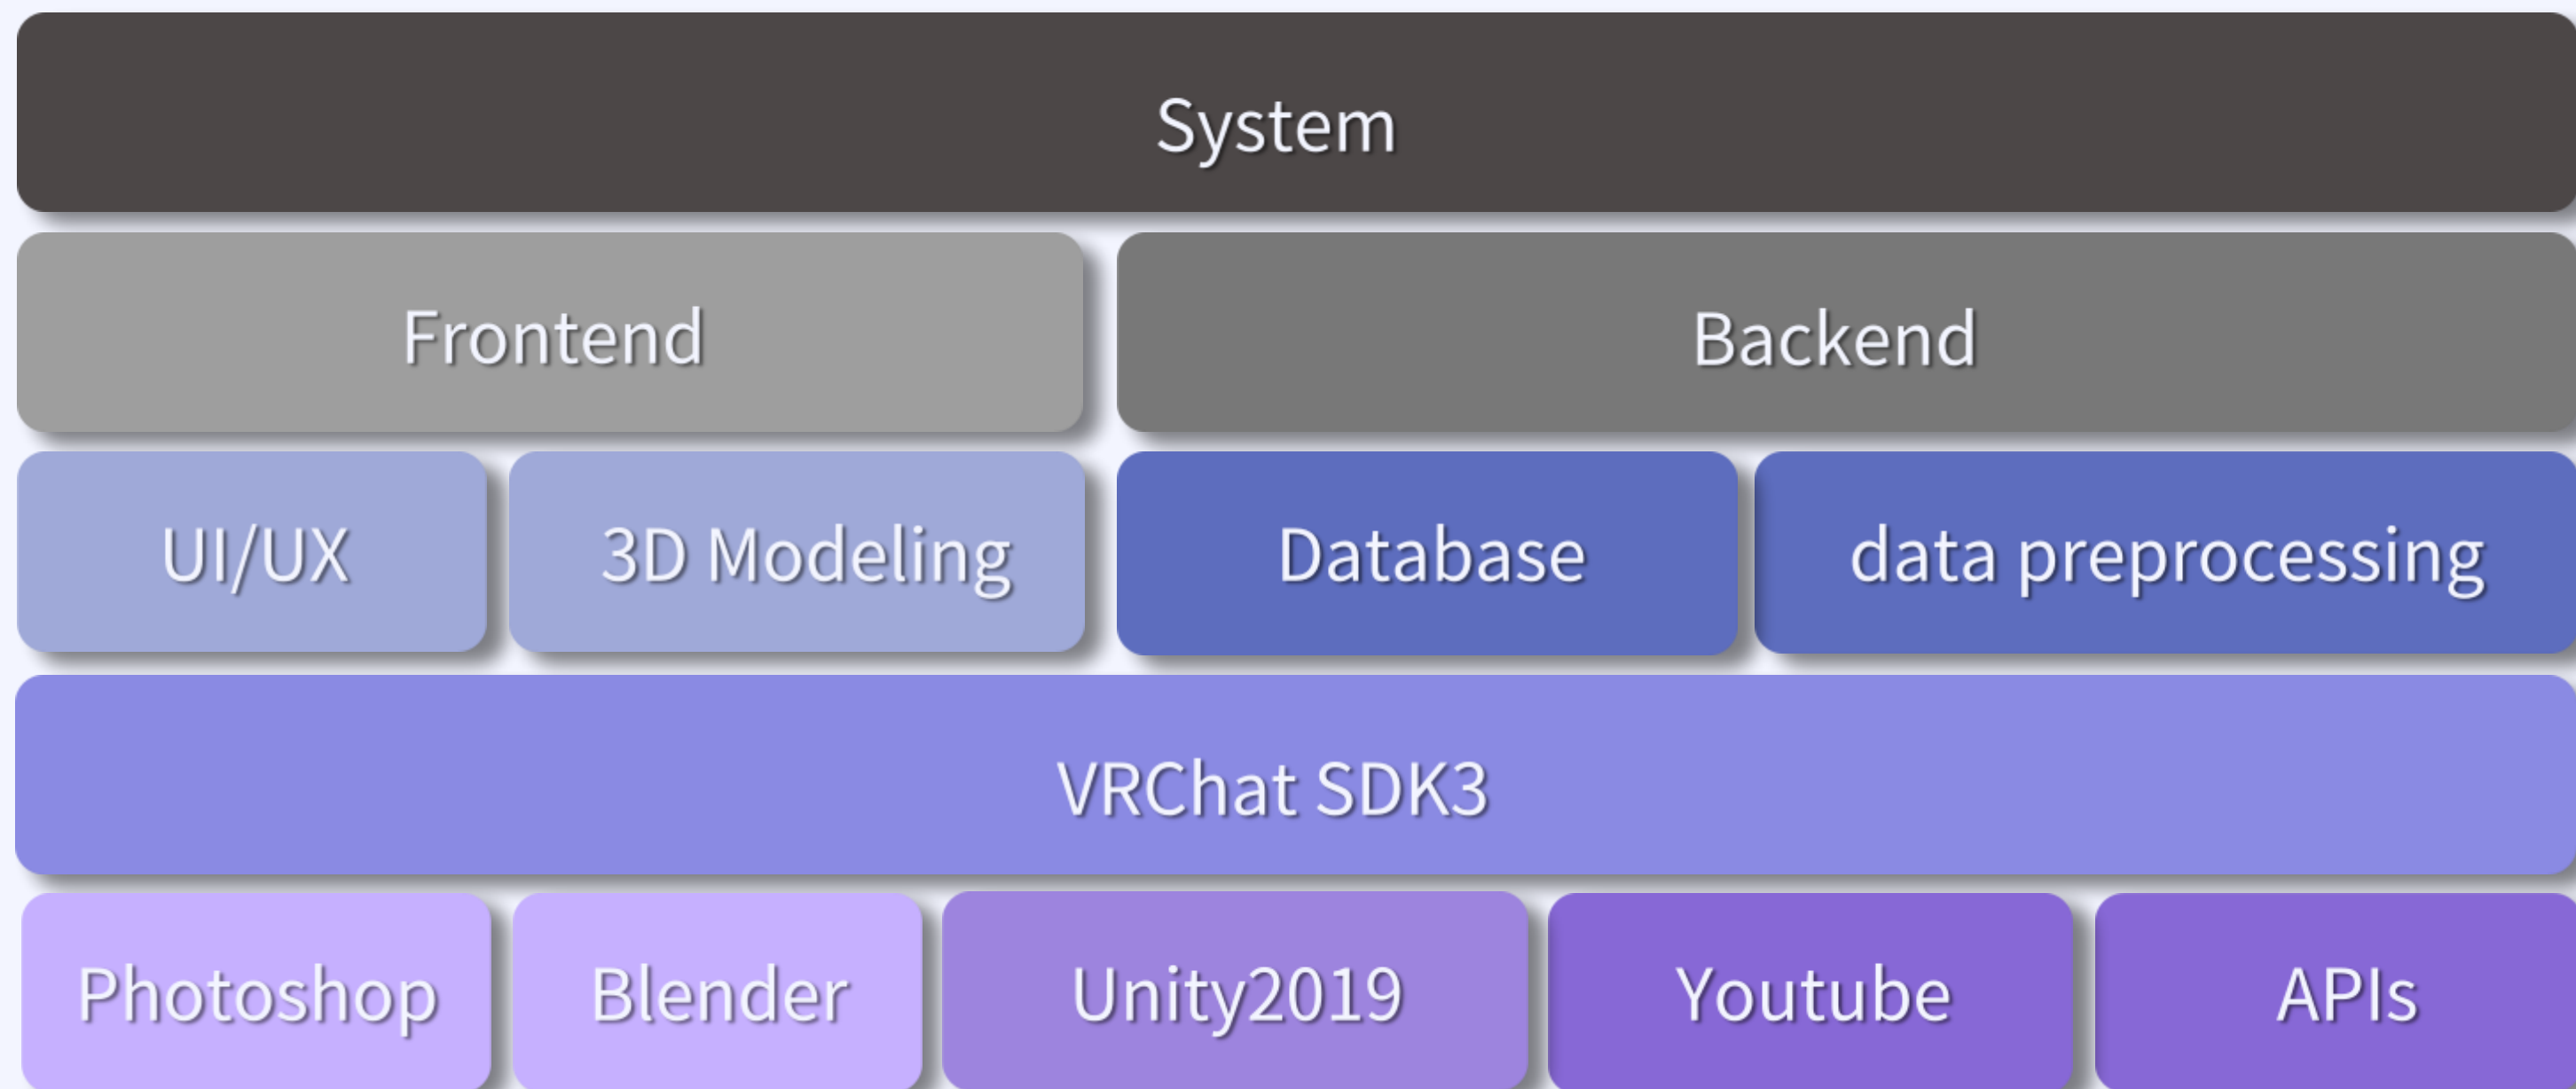 System
Frontend
Backend
UI/UX
3D Modeling
Database
data preprocessing
VRChat SDK3
Photoshop
Blender
Unity2019
Youtube
APIs